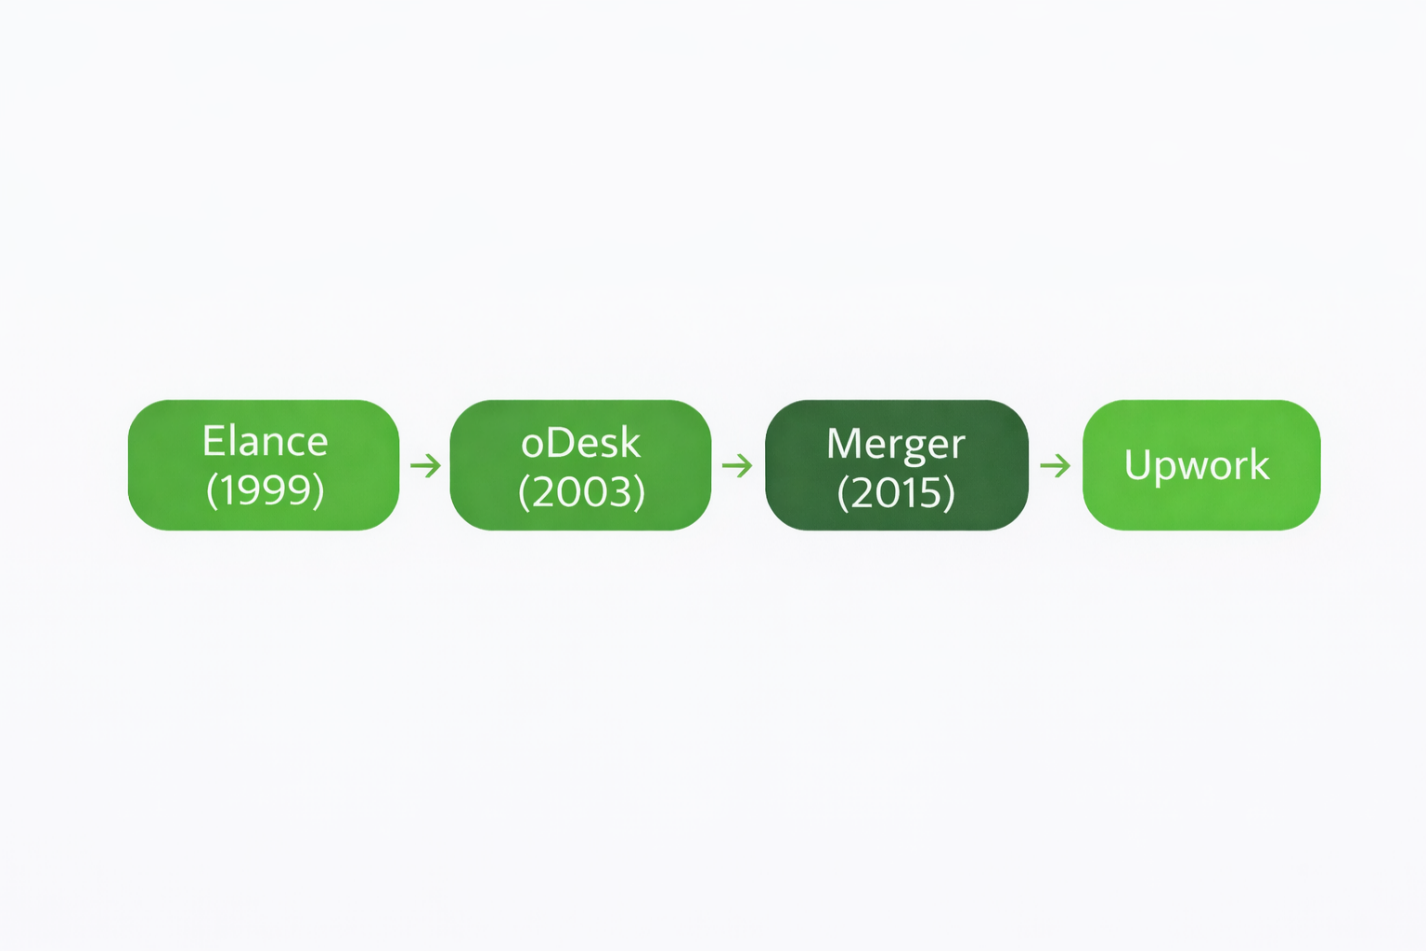 Elance
(1999)
oDesk
(2003)
Merger
(2015)
Upwork